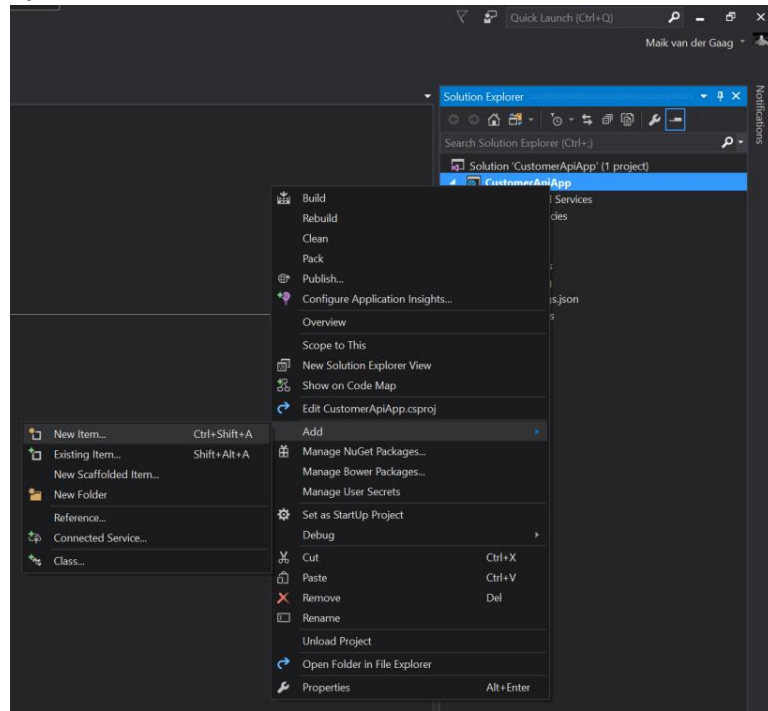 Quick Launch (Ctrl+Q)
Maik van der Gaag
Notifications
Solution Explorer
Search Solution Explorer (Ctrl+;)
Solution 'CustomerApiApp' (1 project)
CustomerApiApp
Services
cies
s.json
Build
Rebuild
Clean
Pack
Publish...
Configure Application Insights...
Overview
Scope to This
New Solution Explorer View
Show on Code Map
Edit CustomerApiApp.csproj
Add
Manage NuGet Packages...
Manage Bower Packages...
Manage User Secrets
Set as StartUp Project
Debug
Cut Ctrl+X
Paste Ctrl+V
Remove Del
Rename
Unload Project
Open Folder in File Explorer
Properties Alt+Enter
New Item... Ctrl+Shift+A
Existing Item... Shift+Alt+A
New Scaffolded Item...
New Folder
Reference...
Connected Service...
Class...